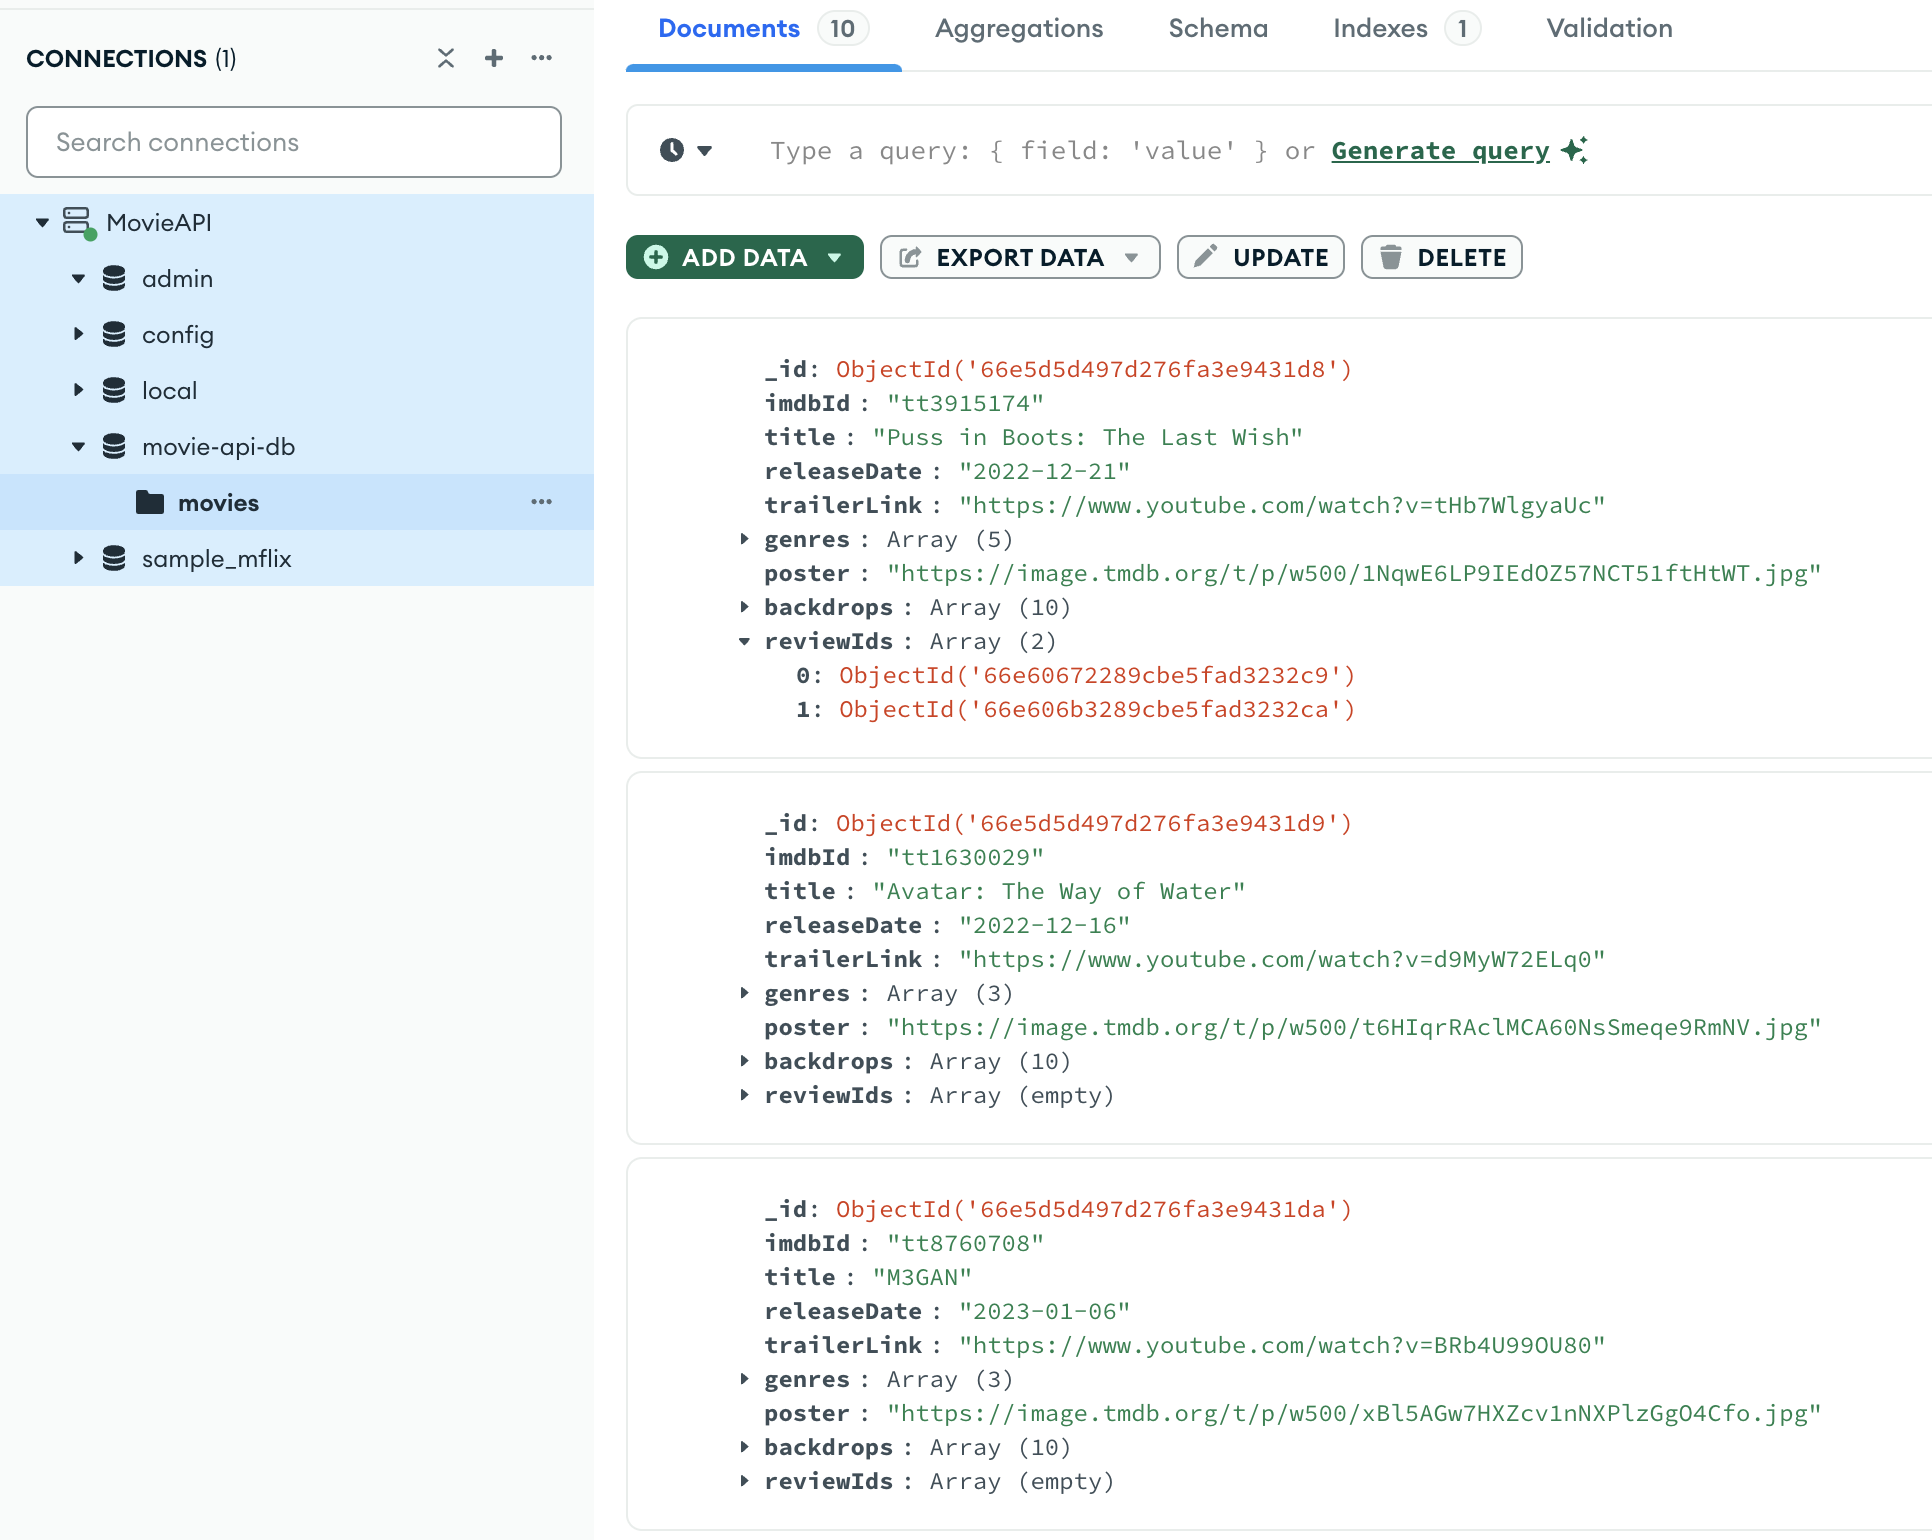 CONNECTIONS (1)
Search connections
MovieAPI
admin
config
local
movie-api-db
movies
sample_mflix
Documents 10 Aggregations Schema Indexes 1 Validation
Type a query: { field: 'value' } or Generate query
ADD DATA EXPORT DATA UPDATE DELETE
_id: ObjectId('66e5d5d497d276fa3e9431d8')
imdbId : "tt3915174"
title : "Puss in Boots: The Last Wish"
releaseDate : "2022-12-21"
trailerLink : "https://www.youtube.com/watch?v=tHb7WlgyaUc"
genres : Array (5)
poster : "https://image.tmdb.org/t/p/w500/1NqwE6LP9IEdOZ57NCT51ftHtWT.jpg"
backdrops : Array (10)
reviewIds : Array (2)
0: ObjectId('66e60672289cbe5fad3232c9')
1: ObjectId('66e606b3289cbe5fad3232ca')
_id: ObjectId('66e5d5d497d276fa3e9431d9')
imdbId : "tt1630029"
title : "Avatar: The Way of Water"
releaseDate : "2022-12-16"
trailerLink : "https://www.youtube.com/watch?v=d9MyW72ELq0"
genres : Array (3)
poster : "https://image.tmdb.org/t/p/w500/t6HIqrRAclMCA60NsSmeqe9RmNV.jpg"
backdrops : Array (10)
reviewIds : Array (empty)
_id: ObjectId('66e5d5d497d276fa3e9431da')
imdbId : "tt8760708"
title : "M3GAN"
releaseDate : "2023-01-06"
trailerLink : "https://www.youtube.com/watch?v=BRb4U99OU80"
genres : Array (3)
poster : "https://image.tmdb.org/t/p/w500/xBl5AGw7HXZcv1nNXPlzGgO4Cfo.jpg"
backdrops : Array (10)
reviewIds : Array (empty)